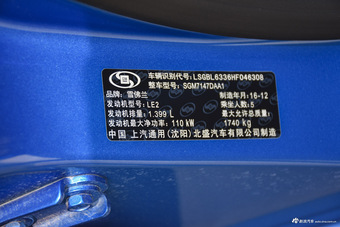 车辆识别代号: LSGBL6336HF046308
整车型号: SGM7147DAA1
品牌: 雪佛兰 制造年月: 16-12
发动机型号: LE2 乘坐人数: 5
发动机排量: 1.399 L 最大允许总质量:
发动机最大净功率: 110 kW 1740 kg
中国 上汽通用(沈阳)北盛汽车有限公司制造